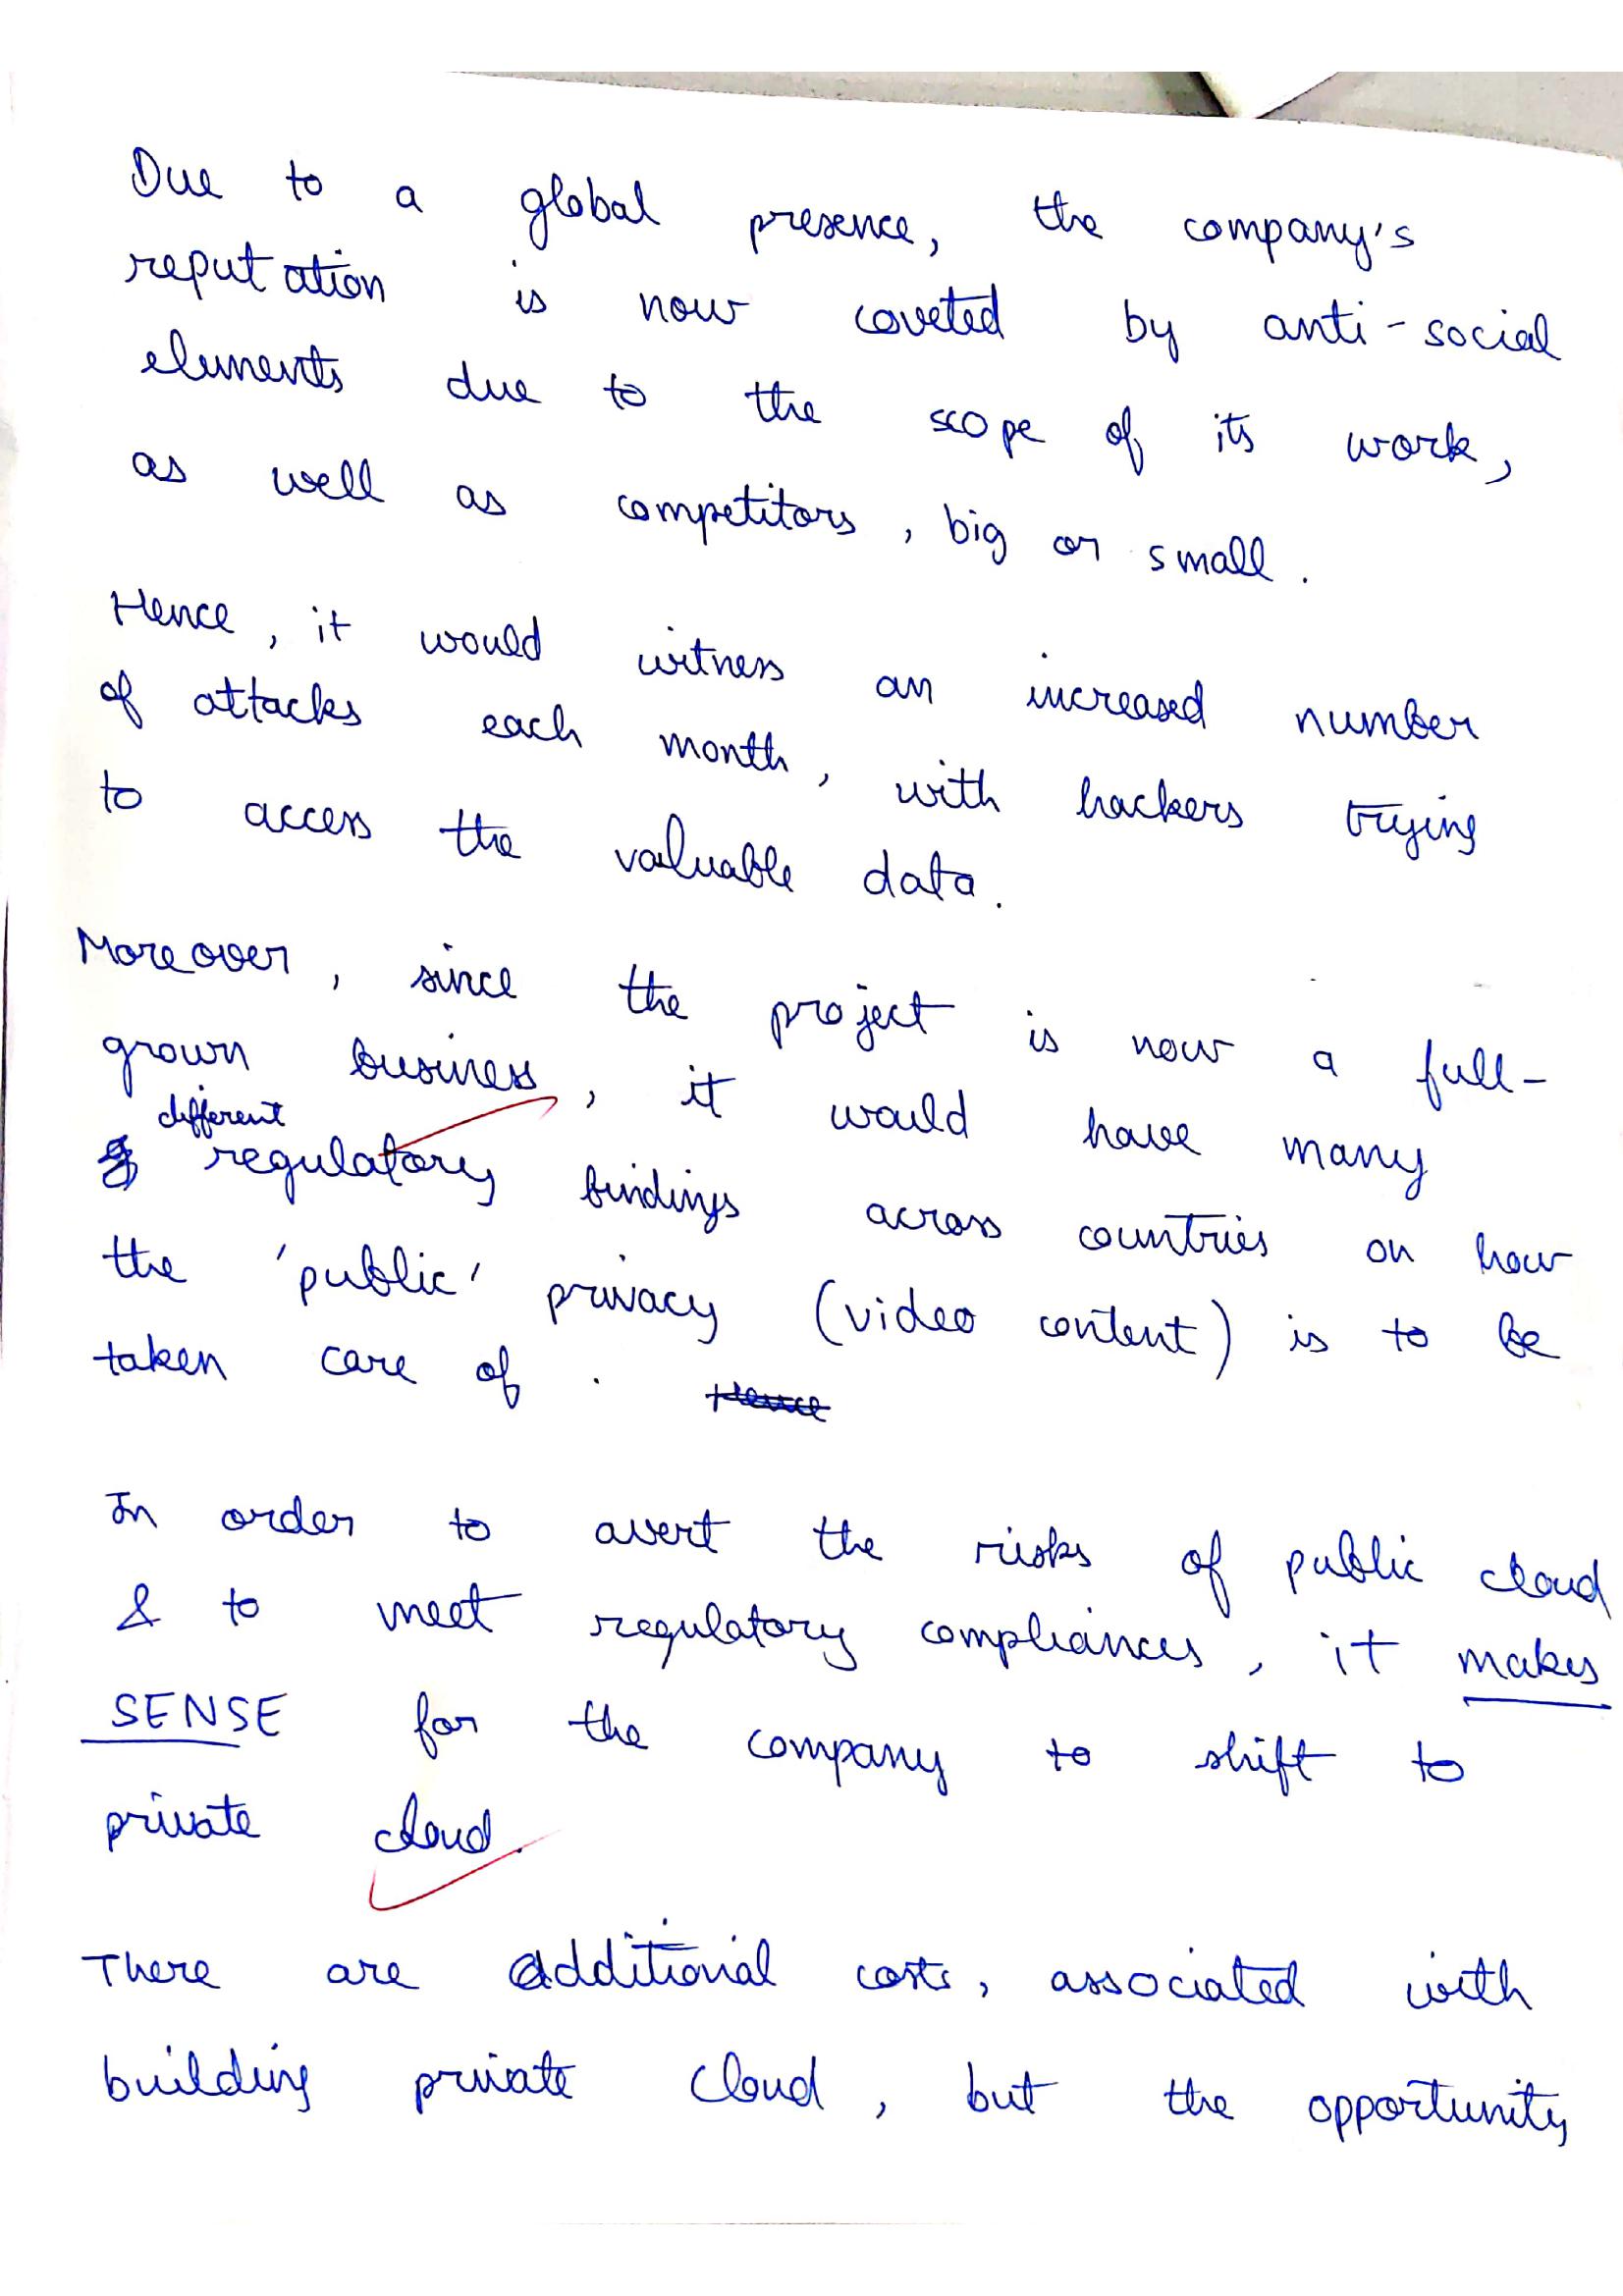 Due to a global presence, the company's
reputation is now coveted by anti-social
elements due to the scope of its work,
as well as competitors, big or small.
Hence, it would witness an increased number
of attacks each month, with hackers trying
to access the valuable data.
Moreover, since the project is now a full-
grown business, it would have many
different
regulatory bindings across countries on how
the 'public' privacy (video content) is to be
taken care of. Hence
In order to avert the risks of public cloud
& to meet regulatory compliances, it makes
SENSE for the company to shift to
private cloud.
There are additional costs, associated with
building private cloud, but the opportunity